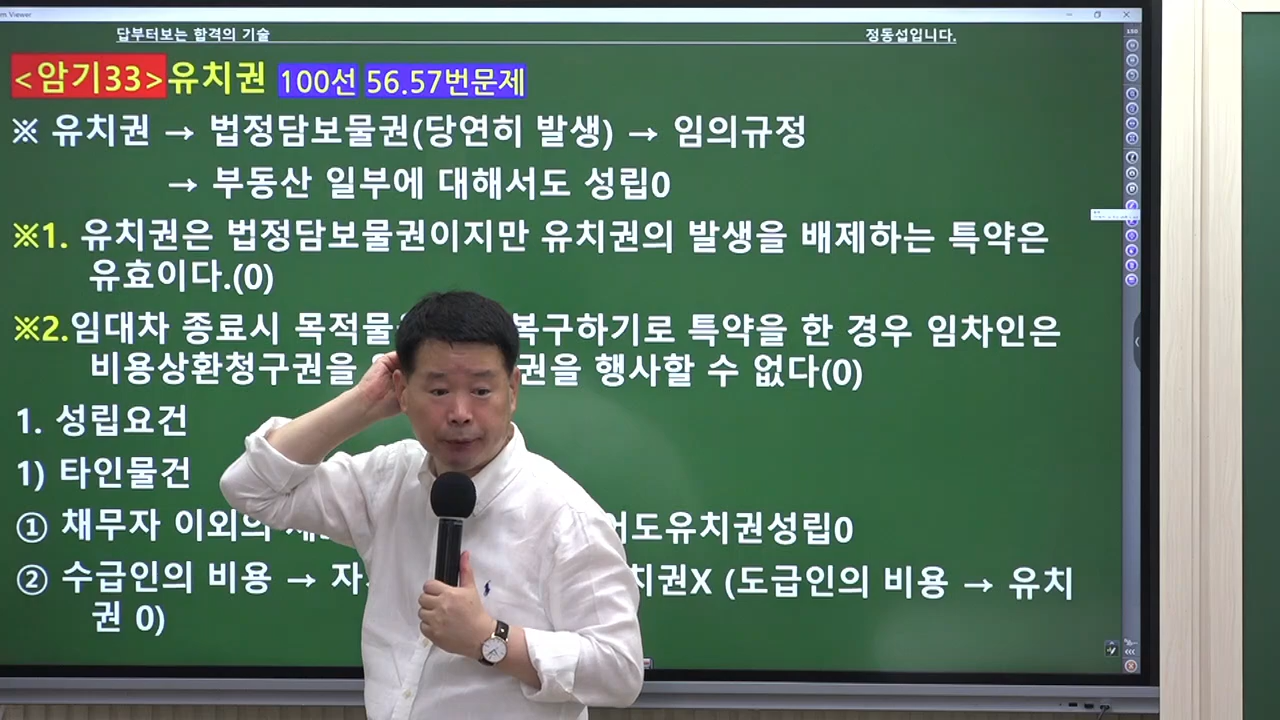 답부터보는 합격의 기술
정동섭입니다.
<암기33>유치권 100선 56.57번문제
※ 유치권 → 법정담보물권(당연히 발생) → 임의규정
→ 부동산 일부에 대해서도 성립0
※1. 유치권은 법정담보물권이지만 유치권의 발생을 배제하는 특약은
유효이다.(0)
※2.임대차 종료시 목적물을 복구하기로 특약을 한 경우 임차인은
비용상환청구권을 권을 행사할 수 없다(0)
1. 성립요건
1) 타인물건
① 채무자 이외의 어도유치권성립0
② 수급인의 비용 → 치권X (도급인의 비용 → 유치
권 0)